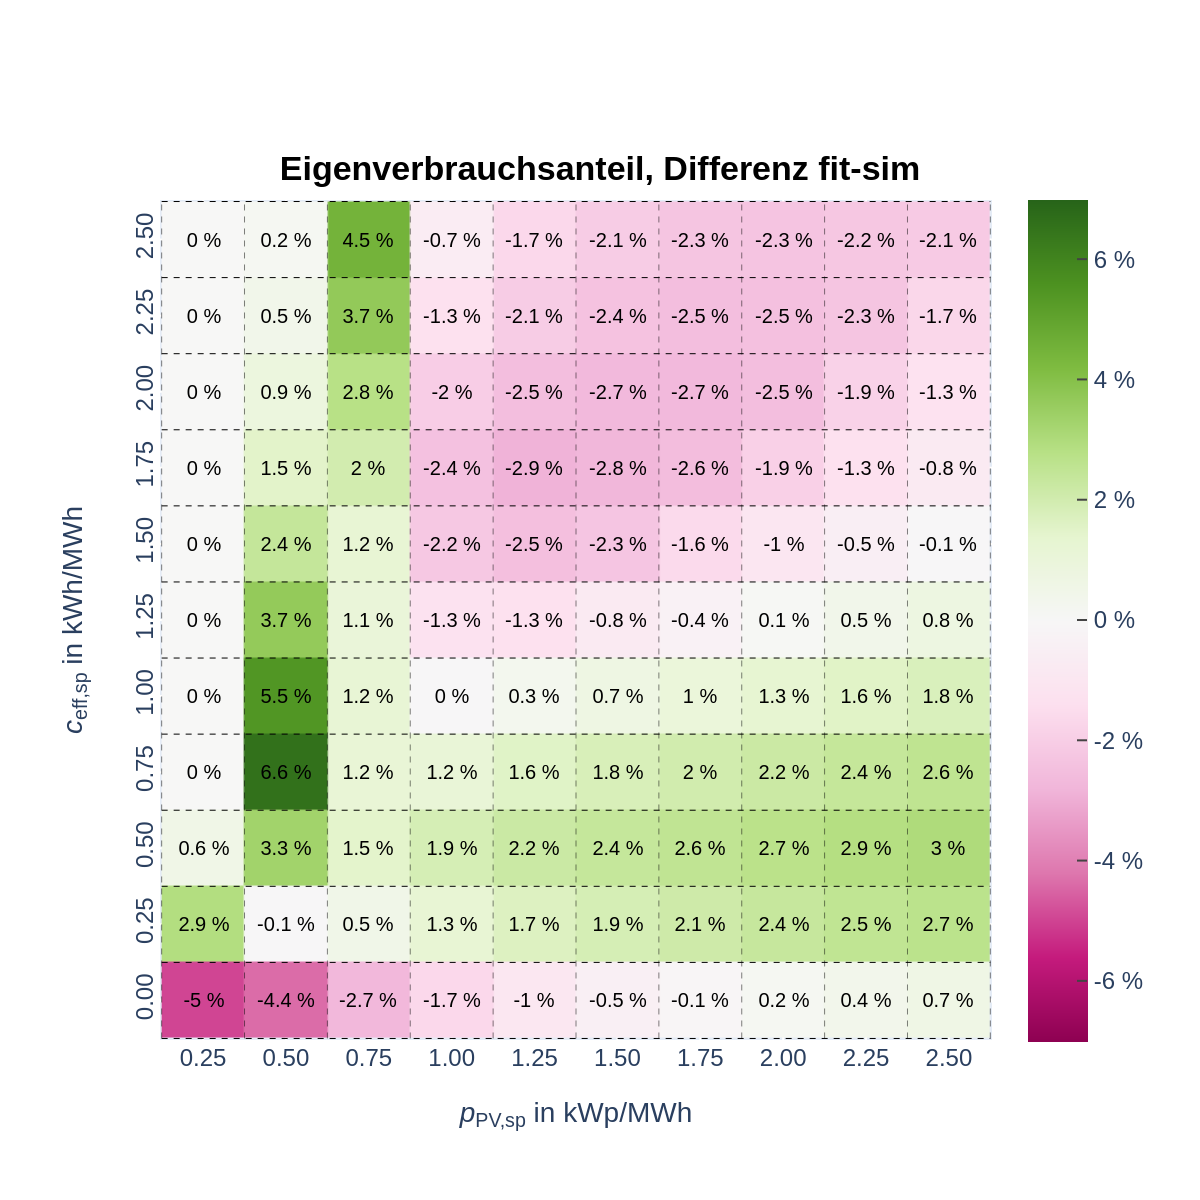 Eigenverbrauchsanteil, Differenz fit-sim
2.50 0 % 0.2 % 4.5 % -0.7 % -1.7 % -2.1 % -2.3 % -2.3 % -2.2 % -2.1 %
2.25 0 % 0.5 % 3.7 % -1.3 % -2.1 % -2.4 % -2.5 % -2.5 % -2.3 % -1.7 %
2.00 0 % 0.9 % 2.8 % -2 % -2.5 % -2.7 % -2.7 % -2.5 % -1.9 % -1.3 %
1.75 0 % 1.5 % 2 % -2.4 % -2.9 % -2.8 % -2.6 % -1.9 % -1.3 % -0.8 %
1.50 0 % 2.4 % 1.2 % -2.2 % -2.5 % -2.3 % -1.6 % -1 % -0.5 % -0.1 %
1.25 0 % 3.7 % 1.1 % -1.3 % -1.3 % -0.8 % -0.4 % 0.1 % 0.5 % 0.8 %
1.00 0 % 5.5 % 1.2 % 0 % 0.3 % 0.7 % 1 % 1.3 % 1.6 % 1.8 %
0.75 0 % 6.6 % 1.2 % 1.2 % 1.6 % 1.8 % 2 % 2.2 % 2.4 % 2.6 %
0.50 0.6 % 3.3 % 1.5 % 1.9 % 2.2 % 2.4 % 2.6 % 2.7 % 2.9 % 3 %
0.25 2.9 % -0.1 % 0.5 % 1.3 % 1.7 % 1.9 % 2.1 % 2.4 % 2.5 % 2.7 %
0.00 -5 % -4.4 % -2.7 % -1.7 % -1 % -0.5 % -0.1 % 0.2 % 0.4 % 0.7 %
0.25 0.50 0.75 1.00 1.25 1.50 1.75 2.00 2.25 2.50
pPV,sp in kWp/MWh
ceff,sp in kWh/MWh
6 %
4 %
2 %
0 %
-2 %
-4 %
-6 %